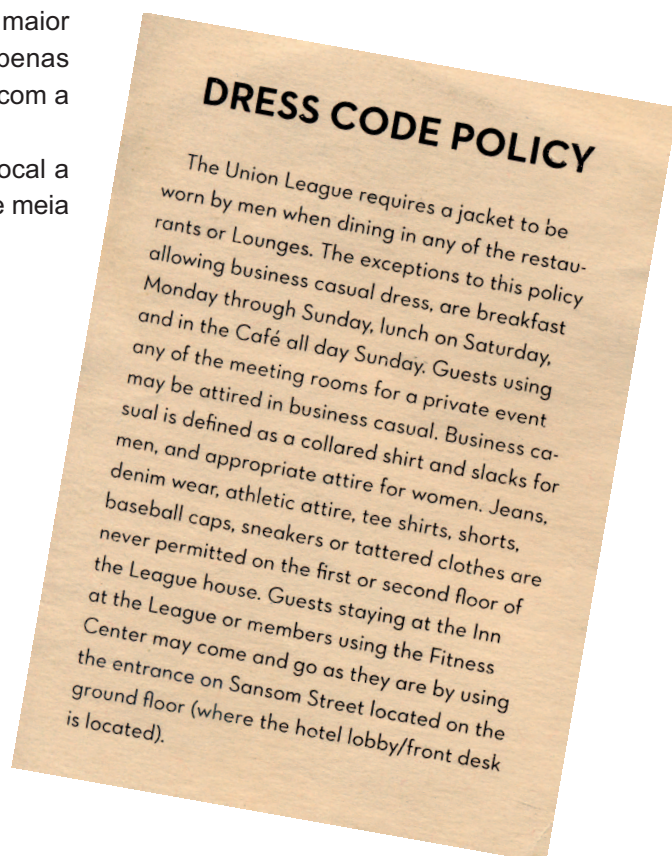 maior
penas
com a
ocal a
e meia
DRESS CODE POLICY
The Union League requires a jacket to be
worn by men when dining in any of the restau-
rants or Lounges. The exceptions to this policy
allowing business casual dress, are breakfast
Monday through Sunday, lunch on Saturday,
and in the Café all day Sunday. Guests using
any of the meeting rooms for a private event
may be attired in business casual. Business ca-
sual is defined as a collared shirt and slacks for
men, and appropriate attire for women. Jeans,
denim wear, athletic attire, tee shirts, shorts,
baseball caps, sneakers or tattered clothes are
never permitted on the first or second floor of
the League house. Guests staying at the Inn
at the League or members using the Fitness
Center may come and go as they are by using
the entrance on Sansom Street located on the
ground floor (where the hotel lobby/front desk
is located).